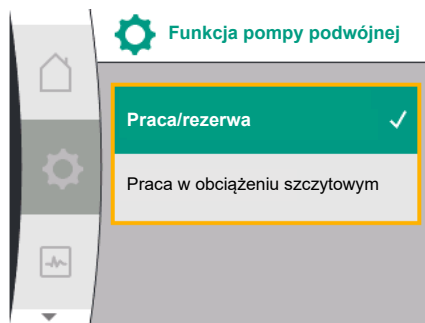 Funkcja pompy podwójnej
Praca/rezerwa
Praca w obciążeniu szczytowym